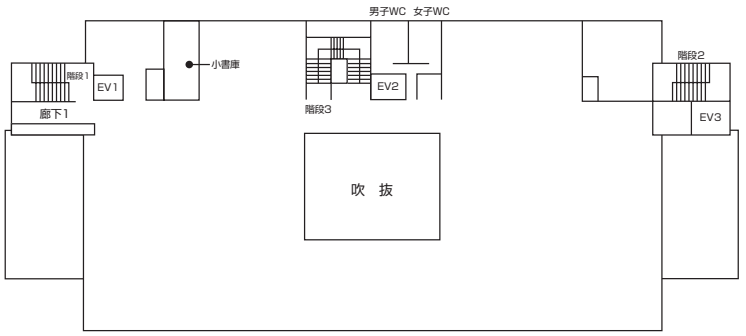 男子WC 女子WC
小書庫
階段1
EV1
廊下1
階段3
EV2
階段2
EV3
吹 抜